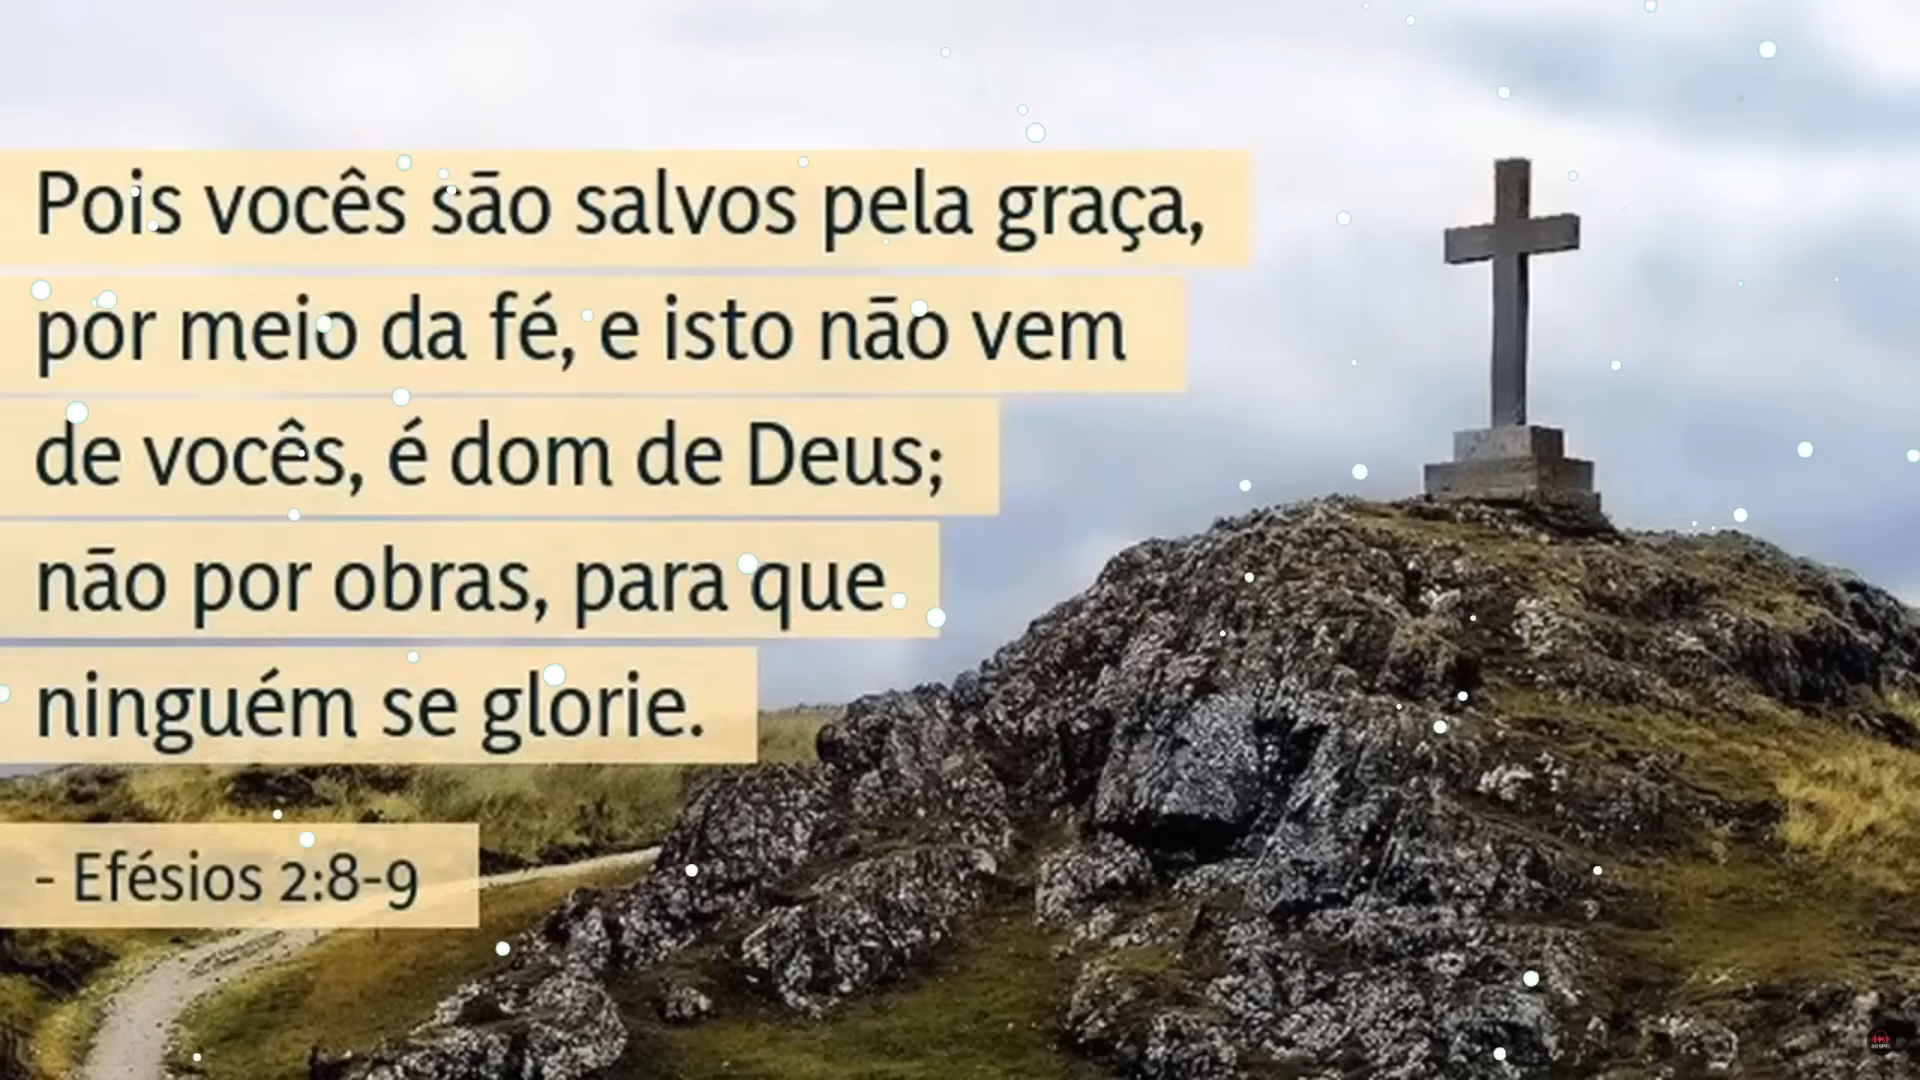 Pois vocês são salvos pela graça,
por meio da fé, e isto não vem
de vocês, é dom de Deus;
não por obras, para que
ninguém se glorie.
- Efésios 2:8-9